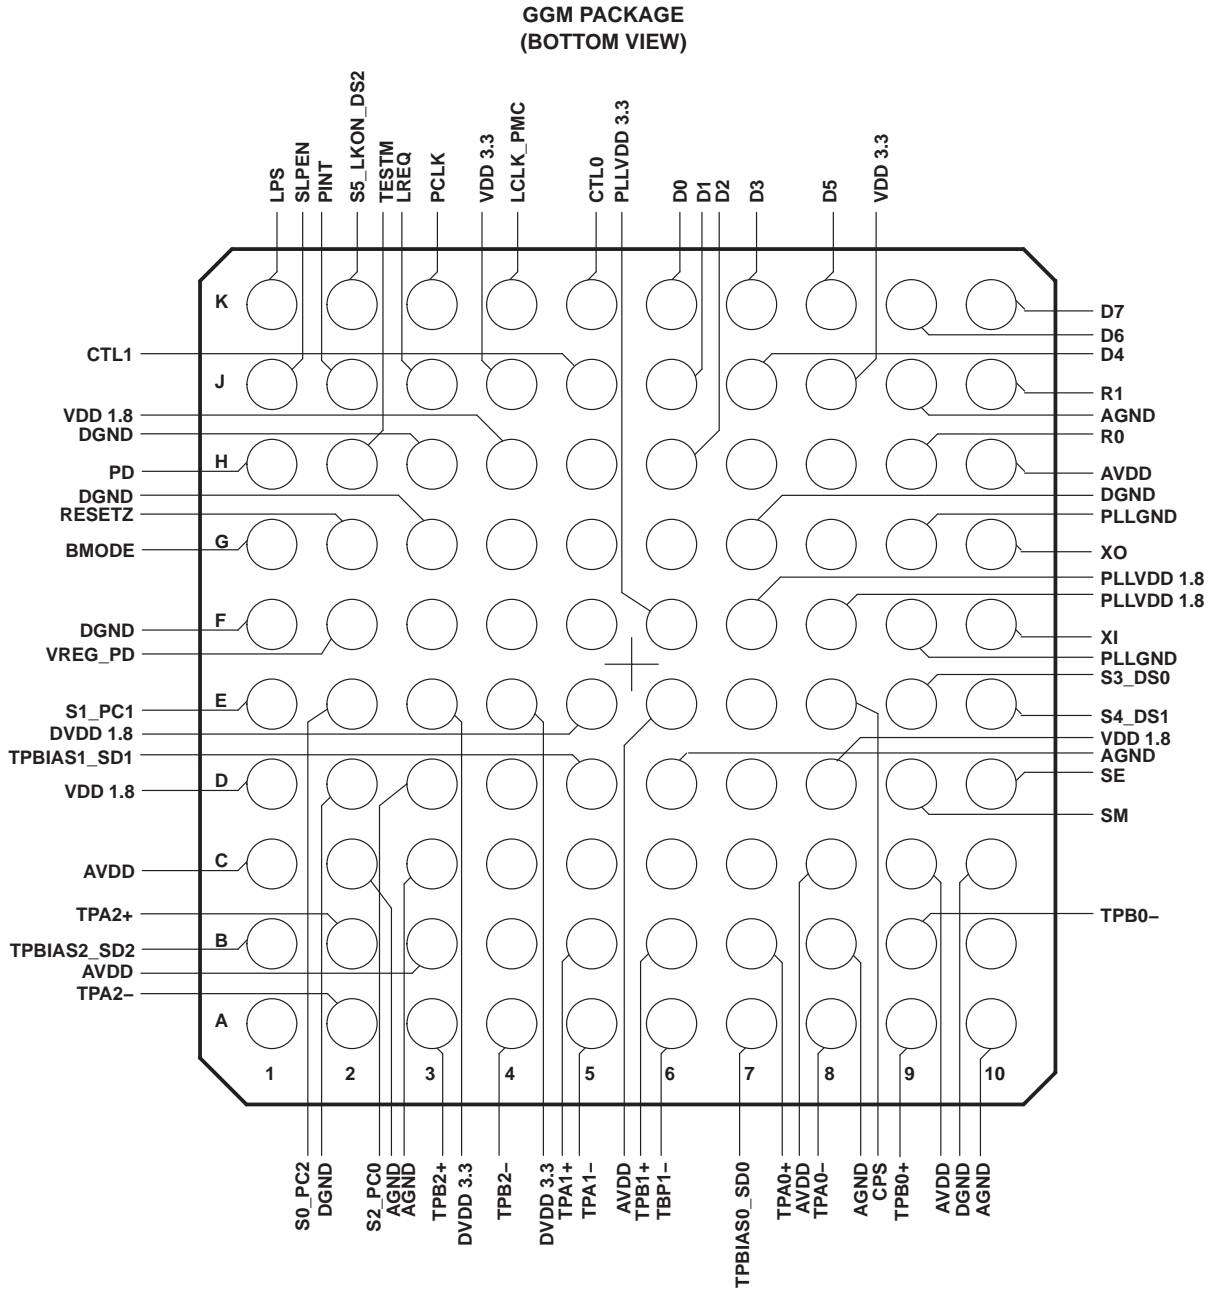 GGM PACKAGE
(BOTTOM VIEW)
LPS
SLPEN
PINT
S5_LKON_DS2
TESTM
LREQ
PCLK
VDD 3.3
LCLK_PMC
CTL0
PLLVDD 3.3
D0
D1
D2
D3
D5
VDD 3.3
CTL1
VDD 1.8
DGND
PD
DGND
RESETZ
BMODE
DGND
VREG_PD
S1_PC1
DVDD 1.8
TPBIAS1_SD1
VDD 1.8
AVDD
TPA2+
TPBIAS2_SD2
AVDD
TPA2–
K
J
H
G
F
E
D
C
B
A
1 2 3 4 5 6 7 8 9 10
D7
D6
D4
R1
AGND
R0
AVDD
DGND
PLLGND
XO
PLLVDD 1.8
PLLVDD 1.8
XI
PLLGND
S3_DS0
S4_DS1
VDD 1.8
AGND
SE
SM
TPB0–
S0_PC2
DGND
S2_PC0
AGND
AGND
TPB2+
DVDD 3.3
TPB2–
DVDD 3.3
TPA1+
TPA1–
AVDD
TPB1+
TBP1–
TPBIAS0_SD0
TPA0+
AVDD
TPA0–
AGND
CPS
TPB0+
AVDD
DGND
AGND